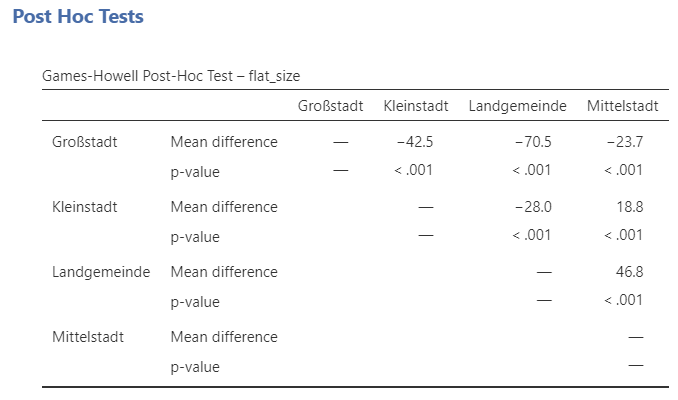 Post Hoc Tests
Games-Howell Post-Hoc Test – flat_size
Großstadt Kleinstadt Landgemeinde Mittelstadt
Großstadt Mean difference — −42.5 −70.5 −23.7
p-value — < .001 < .001 < .001
Kleinstadt Mean difference — −28.0 18.8
p-value — < .001 < .001
Landgemeinde Mean difference — 46.8
p-value — < .001
Mittelstadt Mean difference —
p-value —